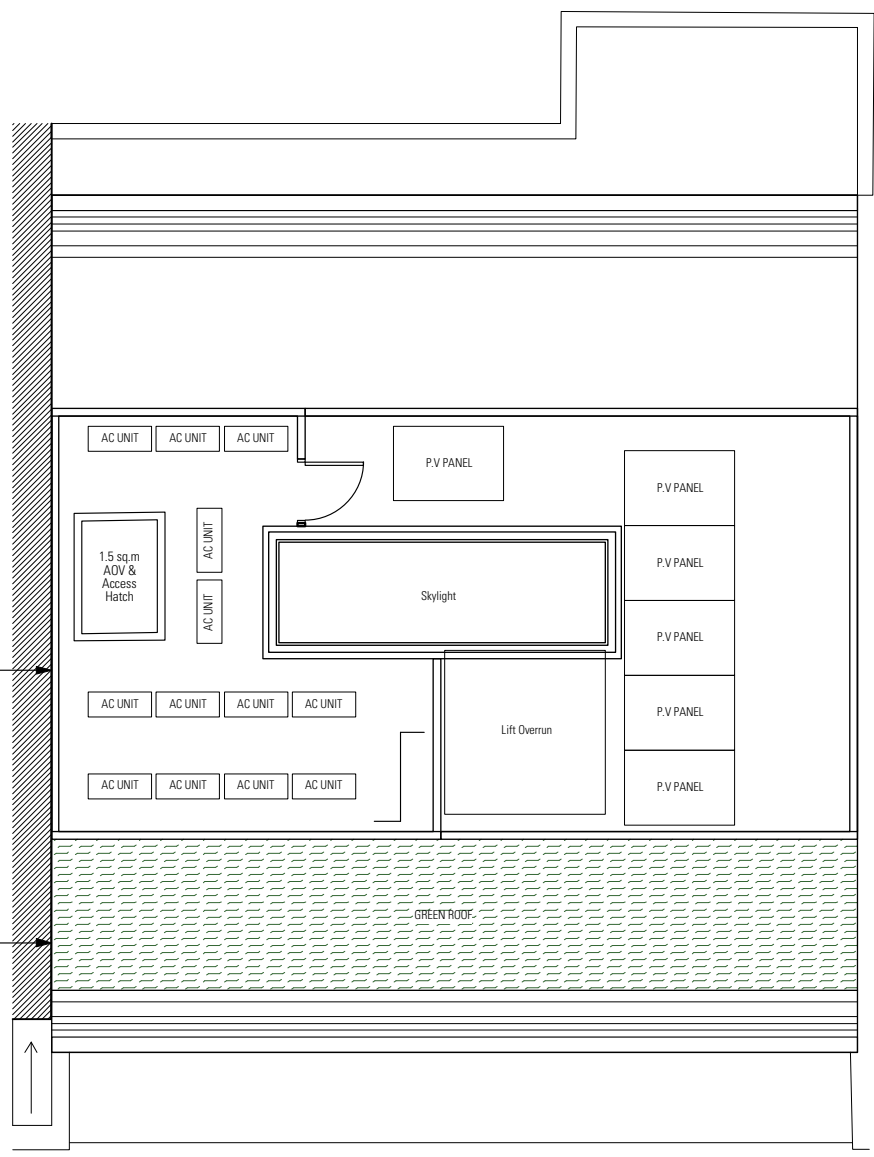 AC UNIT
AC UNIT
AC UNIT
P.V PANEL
P.V PANEL
AC UNIT
1.5 sq.m
AOV &
Access
Hatch
P.V PANEL
Skylight
AC UNIT
P.V PANEL
AC UNIT
AC UNIT
AC UNIT
AC UNIT
P.V PANEL
Lift Overrun
AC UNIT
AC UNIT
AC UNIT
AC UNIT
P.V PANEL
GREEN ROOF